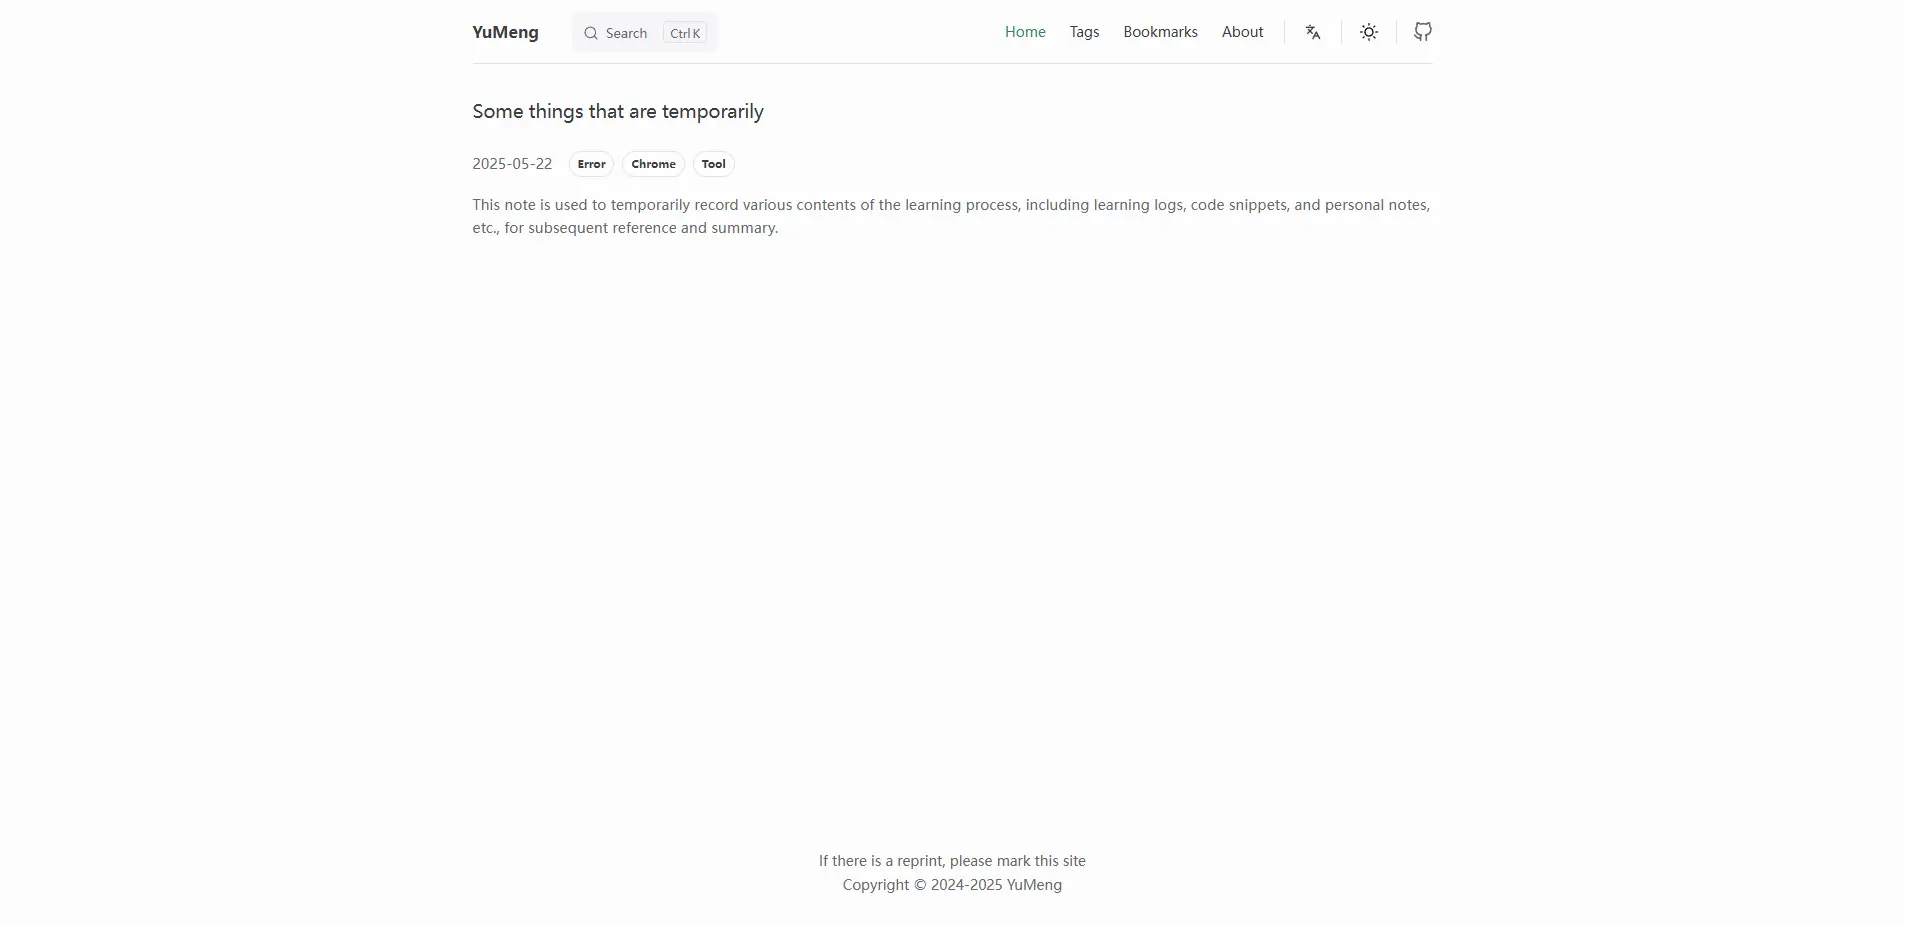 YuMeng
Search Ctrl K
Home Tags Bookmarks About
Some things that are temporarily
2025-05-22 Error Chrome Tool
This note is used to temporarily record various contents of the learning process, including learning logs, code snippets, and personal notes,
etc., for subsequent reference and summary.
If there is a reprint, please mark this site
Copyright © 2024-2025 YuMeng